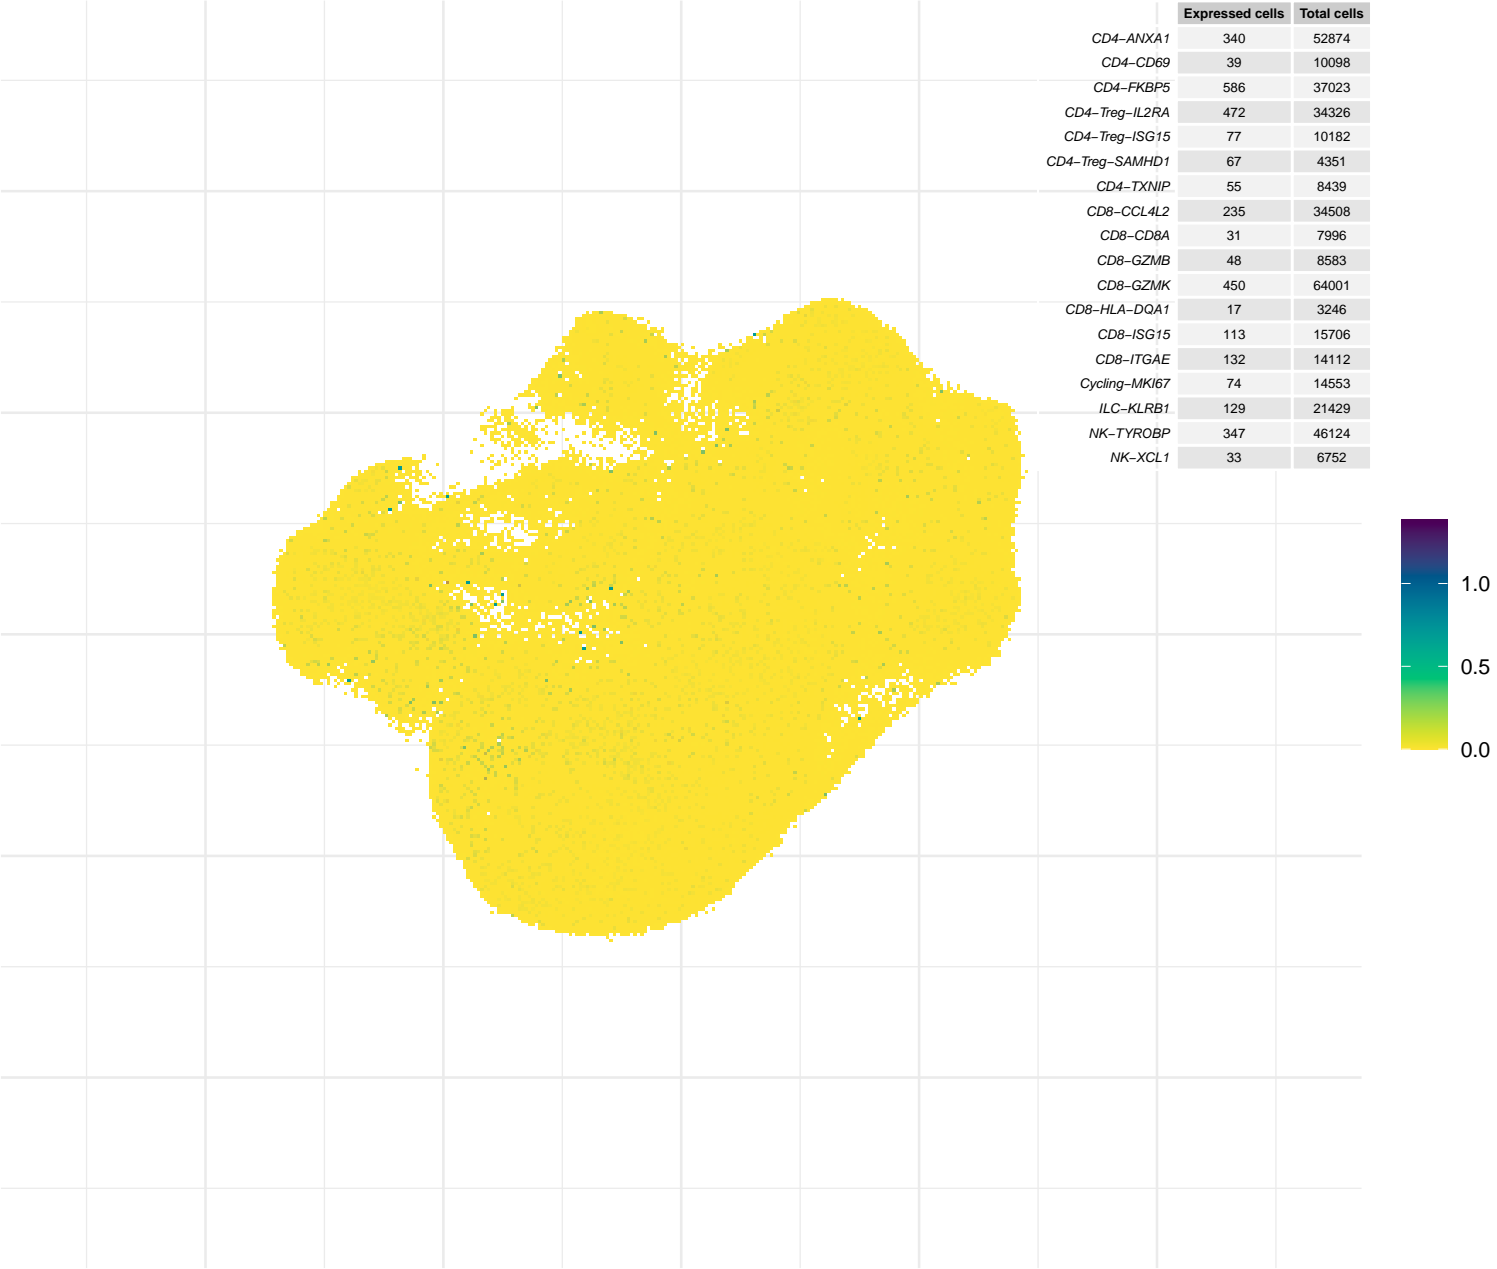 Expressed cells Total cells
CD4−ANXA1 340 52874
CD4−CD69 39 10098
CD4−FKBP5 586 37023
CD4−Treg−IL2RA 472 34326
CD4−Treg−ISG15 77 10182
CD4−Treg−SAMHD1 67 4351
CD4−TXNIP 55 8439
CD8−CCL4L2 235 34508
CD8−CD8A 31 7996
CD8−GZMB 48 8583
CD8−GZMK 450 64001
CD8−HLA−DQA1 17 3246
CD8−ISG15 113 15706
CD8−ITGAE 132 14112
Cycling−MKI67 74 14553
ILC−KLRB1 129 21429
NK−TYROBP 347 46124
NK−XCL1 33 6752
1.0
0.5
0.0